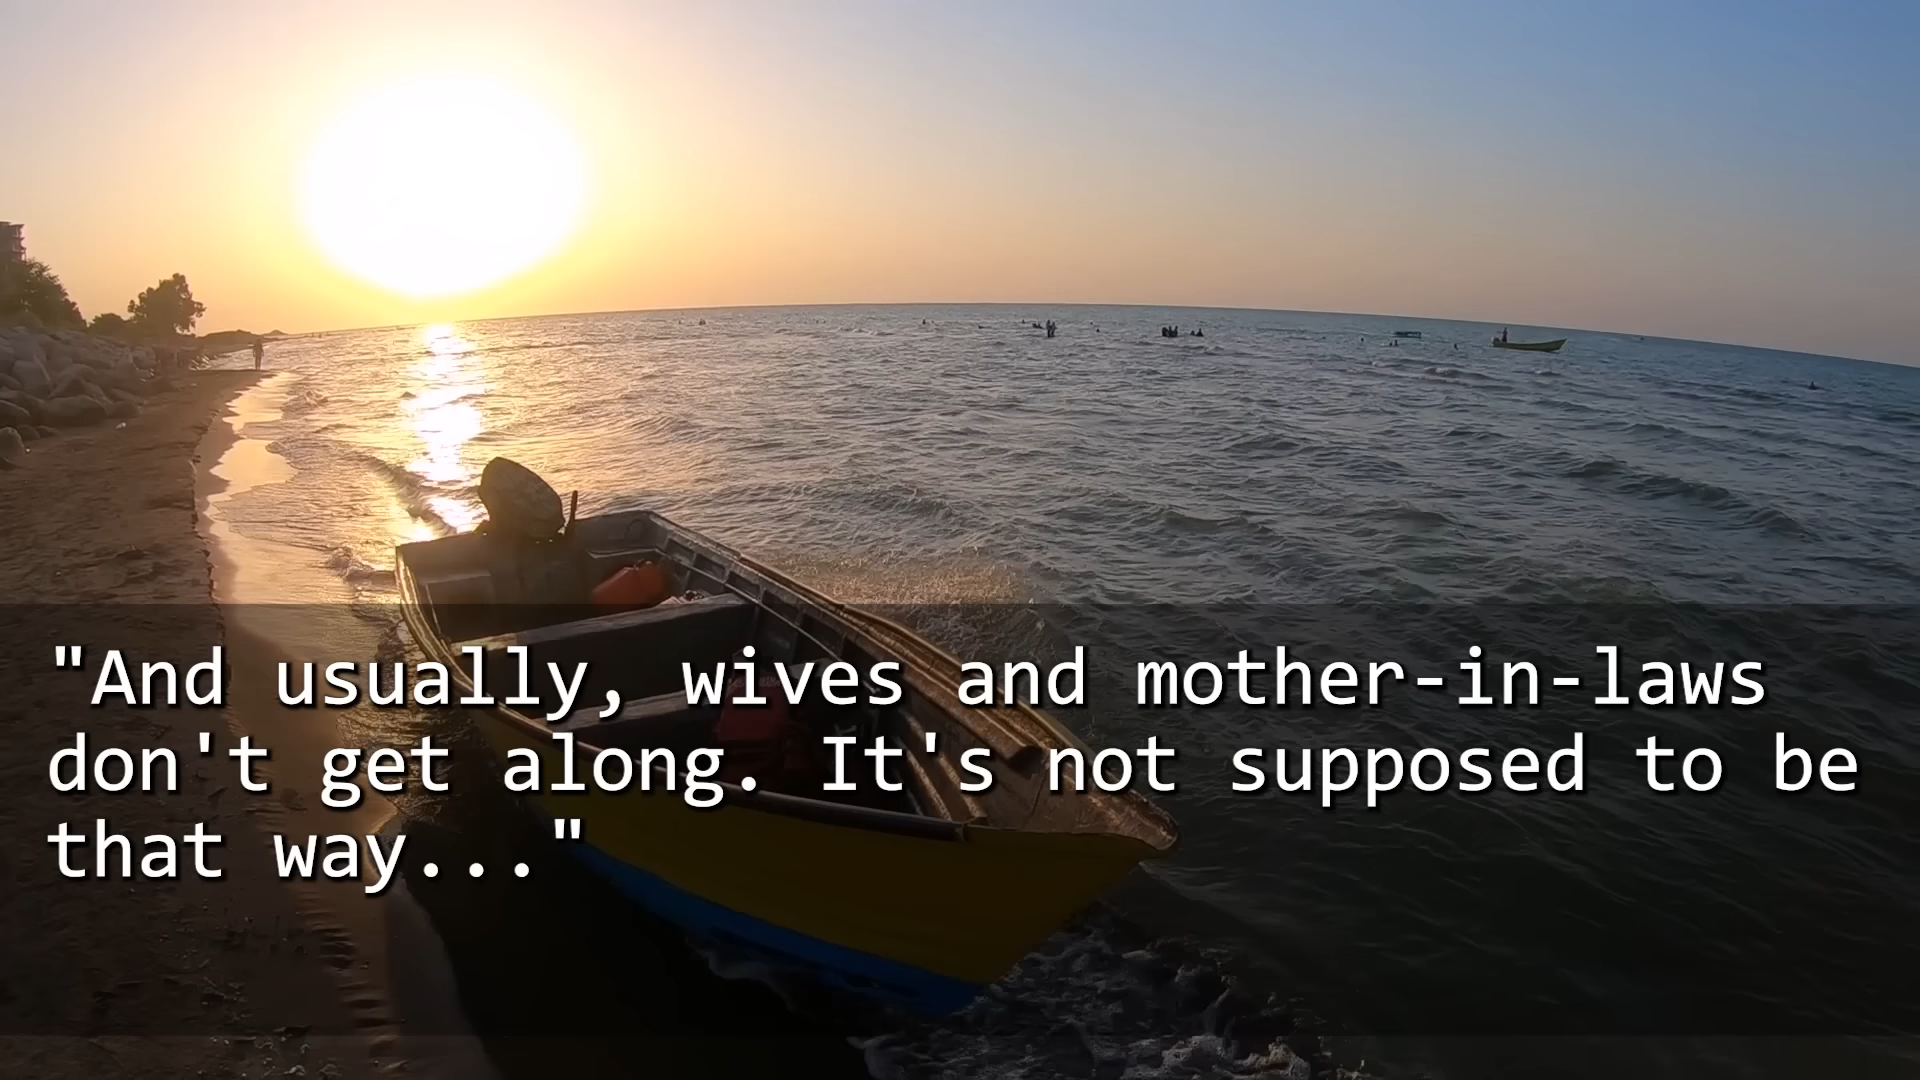 "And usually, wives and mother-in-laws
don't get along. It's not supposed to be
that way..."